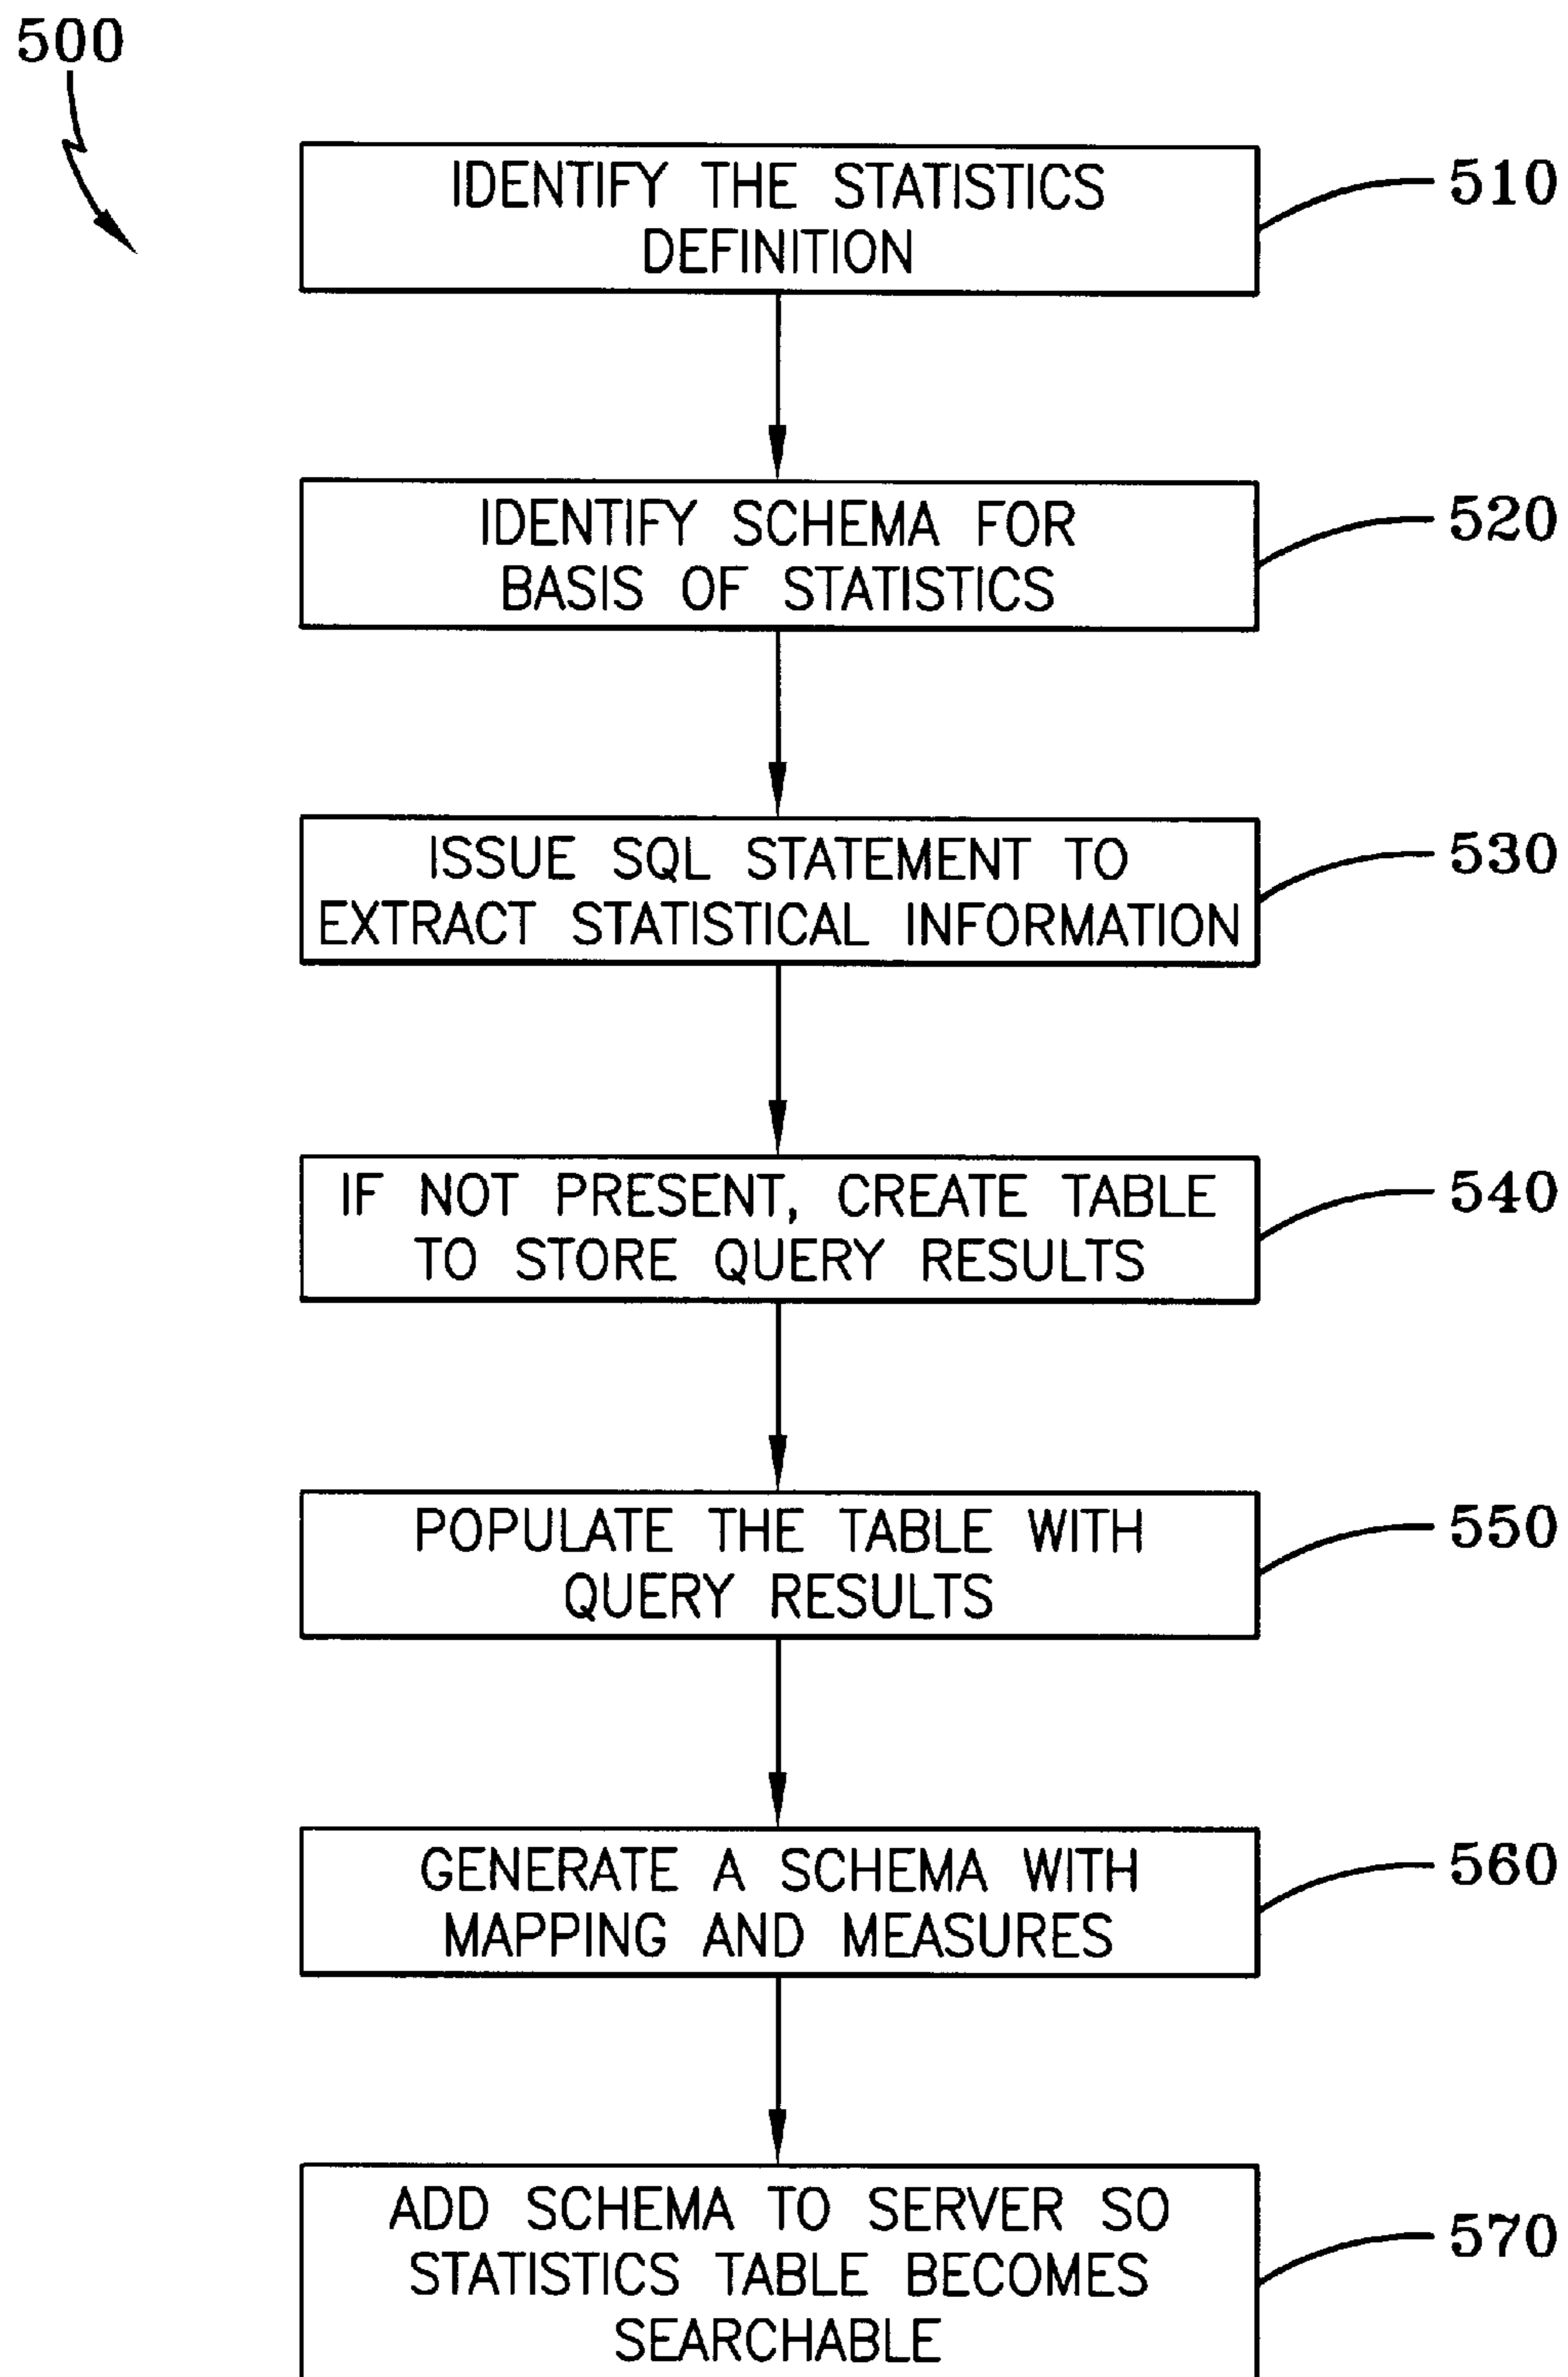 500
IDENTIFY THE STATISTICS
DEFINITION
510
IDENTIFY SCHEMA FOR
BASIS OF STATISTICS
520
ISSUE SQL STATEMENT TO
EXTRACT STATISTICAL INFORMATION
530
IF NOT PRESENT, CREATE TABLE
TO STORE QUERY RESULTS
540
POPULATE THE TABLE WITH
QUERY RESULTS
550
GENERATE A SCHEMA WITH
MAPPING AND MEASURES
560
ADD SCHEMA TO SERVER SO
STATISTICS TABLE BECOMES
SEARCHABLE
570